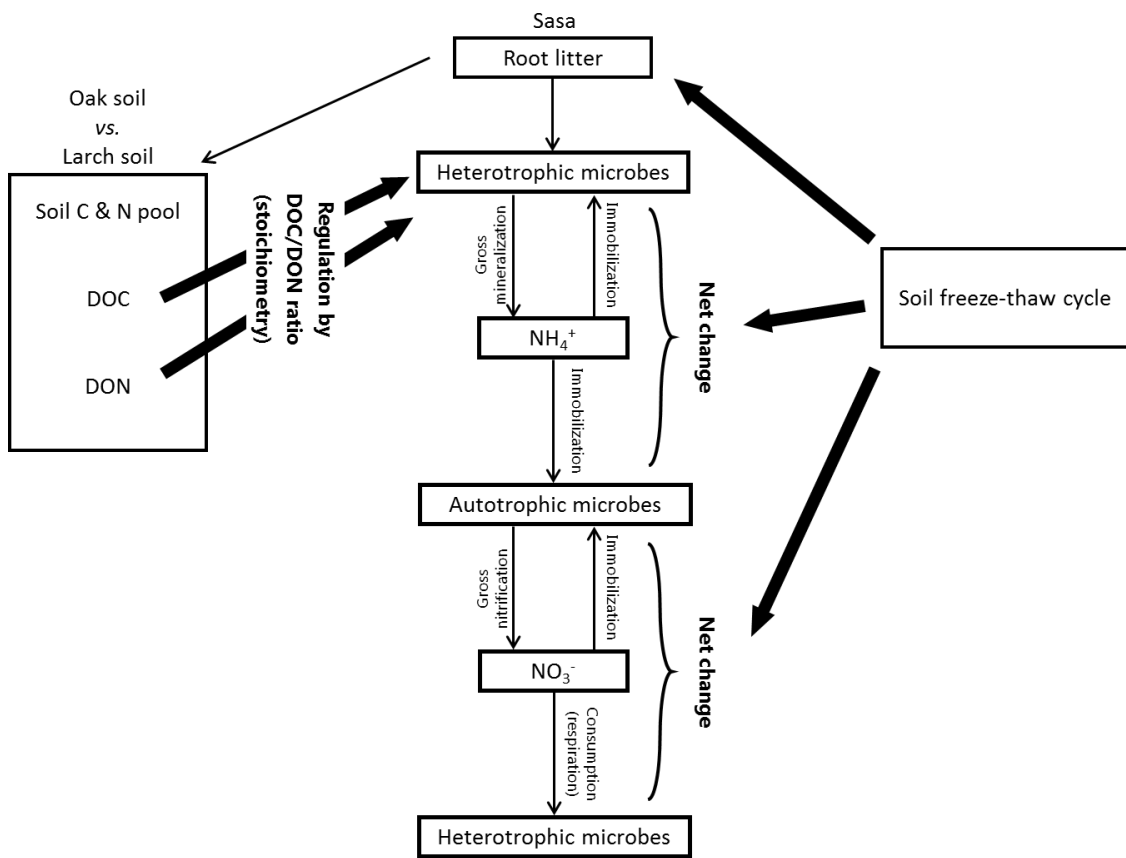 Sasa
Root litter
Oak soil
vs.
Larch soil
Soil C & N pool
DOC
DON
Regulation by
DOC/DON ratio
(stoichiometry)
Heterotrophic microbes
Gross
mineralization
Immobilization
Net change
NH₄⁺
Immobilization
Soil freeze-thaw cycle
Autotrophic microbes
Gross
nitrification
Immobilization
Net change
NO₃⁻
Consumption
(respiration)
Heterotrophic microbes